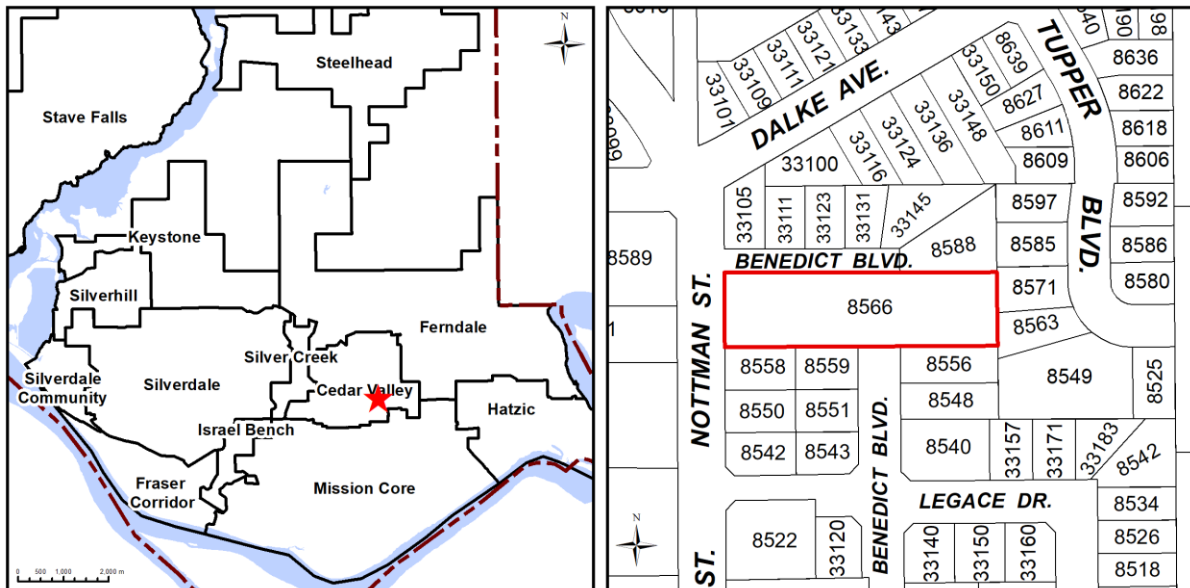 N
Steelhead
Stave Falls
Keystone
Silverhill
Ferndale
Silver Creek
Silverdale
Community
Silverdale
Cedar Valley
Hatzic
Israel Bench
Fraser
Corridor
Mission Core
0 500 1,000 2,000 m
33101
33109
33111
33121
33133
DALKE AVE.
33150
8639
TUPPER
BLVD.
8636
8627
8622
33148
33136
33124
33116
33100
8611
8618
8609
8606
33105
33111
33123
33131
33145
8597
8592
8589
8588
8585
8586
BENEDICT BLVD.
NOTTMAN ST.
8566
8571
8580
8563
8558
8559
8556
8549
8525
8550
8551
8548
8542
8543
BENEDICT BLVD.
8540
33157
33171
33183
8542
LEGACE DR.
8534
8522
33120
33140
33150
33160
8526
8518
ST.
N